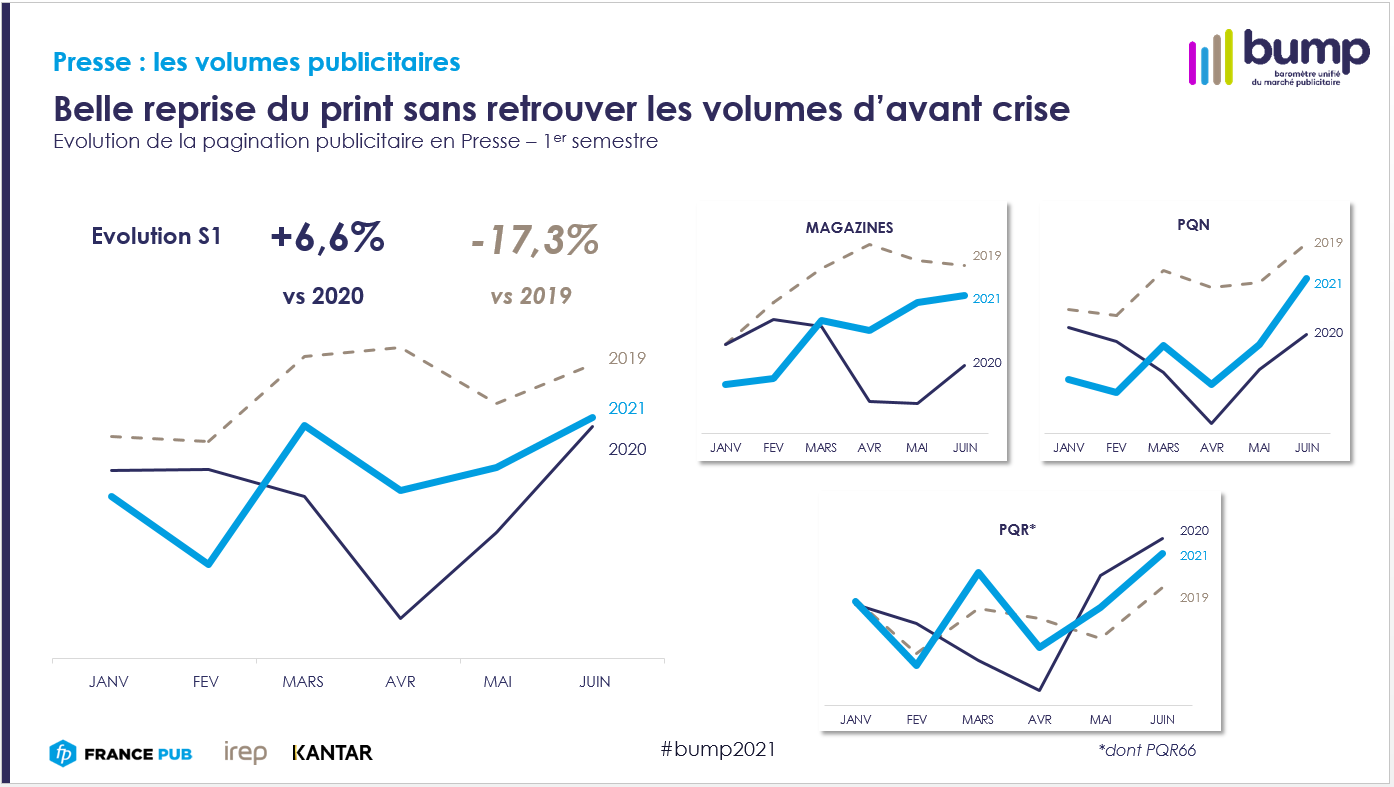 Presse : les volumes publicitaires
bump
baromètre unifié
du marché publicitaire
Belle reprise du print sans retrouver les volumes d’avant crise
Evolution de la pagination publicitaire en Presse – 1er semestre
Evolution S1
+6,6%
-17,3%
vs 2020
vs 2019
2019
2021
2020
JANV FEV MARS AVR MAI JUIN
MAGAZINES
2019
2021
2020
JANV FEV MARS AVR MAI JUIN
PQN
2019
2021
2020
JANV FEV MARS AVR MAI JUIN
PQR*
2020
2021
2019
JANV FEV MARS AVR MAI JUIN
fp FRANCE PUB irep KANTAR
#bump2021
*dont PQR66